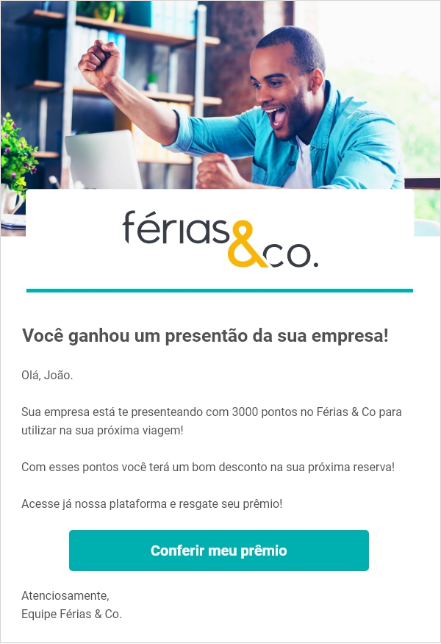 férias&co.
Você ganhou um presentão da sua empresa!
Olá, João.
Sua empresa está te presenteando com 3000 pontos no Férias & Co para
utilizar na sua próxima viagem!
Com esses pontos você terá um bom desconto na sua próxima reserva!
Acesse já nossa plataforma e resgate seu prêmio!
Conferir meu prêmio
Atenciosamente,
Equipe Férias & Co.